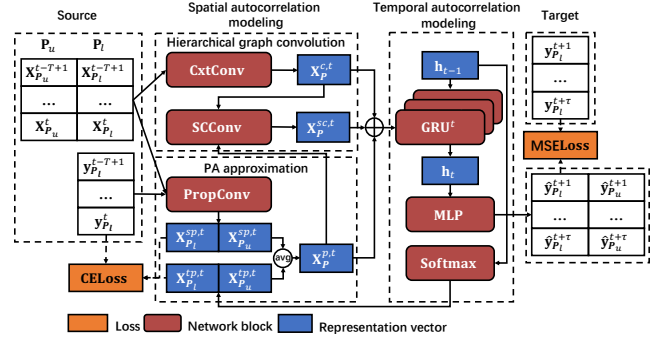 Source
Spatial autocorrelation modeling
Temporal autocorrelation modeling
Target
P_u P_l
X_{P_u}^{t-T+1} X_{P_l}^{t-T+1}
... ...
X_{P_u}^{t} X_{P_l}^{t}
y_{P_l}^{t-T+1}
...
y_{P_l}^{t}
CELoss
Hierarchical graph convolution
CxtConv
X_P^{c,t}
SCConv
X_P^{sc,t}
PA approximation
PropConv
X_{P_l}^{sp,t} X_{P_u}^{sp,t}
avg
X_P^{p,t}
X_{P_l}^{tp,t} X_{P_u}^{tp,t}
h_{t-1}
GRU^t
h_t
MLP
Softmax
y_{P_l}^{t+1}
...
y_{P_l}^{t+τ}
MSELoss
ŷ_{P_l}^{t+1} ŷ_{P_u}^{t+1}
... ...
ŷ_{P_l}^{t+τ} ŷ_{P_u}^{t+τ}
Loss
Network block
Representation vector